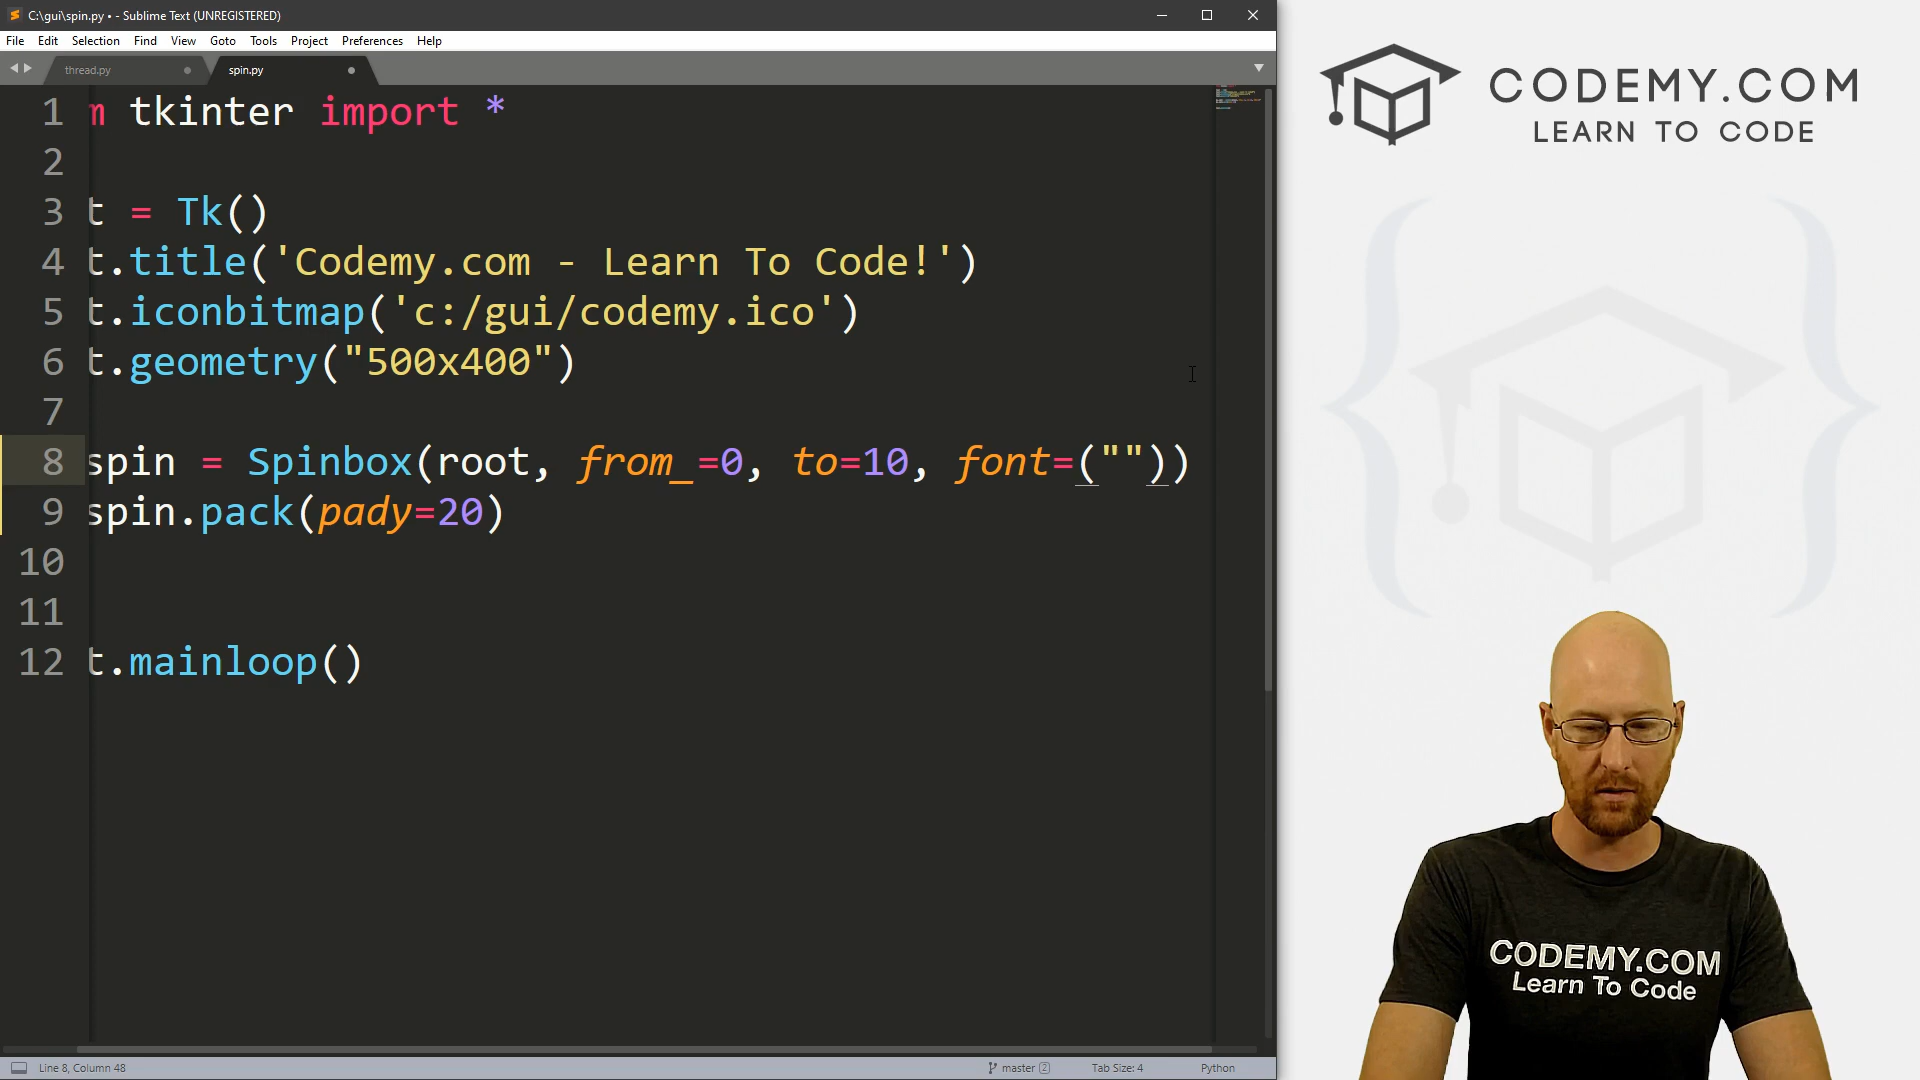 C:\gui\spin.py • - Sublime Text (UNREGISTERED)
File Edit Selection Find View Goto Tools Project Preferences Help
thread.py spin.py
1 m tkinter import *
2
3 t = Tk()
4 t.title('Codemy.com - Learn To Code!')
5 t.iconbitmap('c:/gui/codemy.ico')
6 t.geometry("500x400")
7
8 spin = Spinbox(root, from_=0, to=10, font=(""))
9 spin.pack(pady=20)
10
11
12 t.mainloop()
Line 8, Column 48 master 2 Tab Size: 4 Python
CODEMY.COM
LEARN TO CODE
CODEMY.COM
Learn To Code